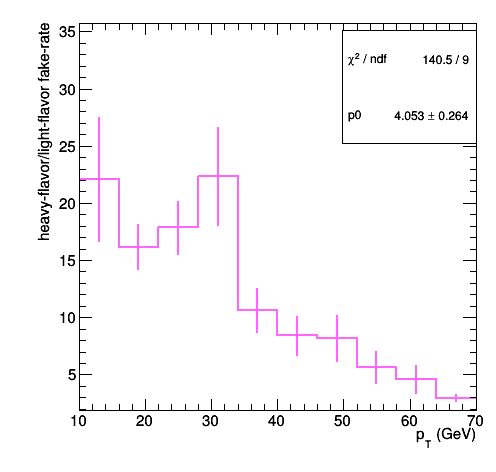 heavy-flavor/light-flavor fake-rate
χ² / ndf 140.5 / 9
p0 4.053 ± 0.264
35
30
25
20
15
10
5
10 20 30 40 50 60 70
p_T (GeV)